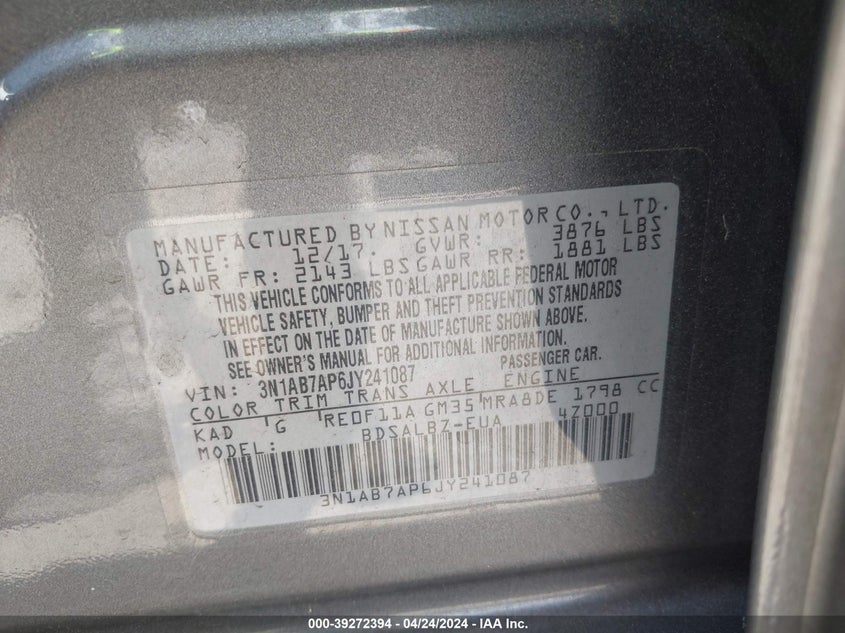 MANUFACTURED BY NISSAN MOTOR CO., LTD.
DATE: 12/17. GVWR: 3876 LBS
GAWR FR: 2143 LBS GAWR RR: 1881 LBS
THIS VEHICLE CONFORMS TO ALL APPLICABLE FEDERAL MOTOR
VEHICLE SAFETY, BUMPER AND THEFT PREVENTION STANDARDS
IN EFFECT ON THE DATE OF MANUFACTURE SHOWN ABOVE.
SEE OWNER'S MANUAL FOR ADDITIONAL INFORMATION.
VIN: 3N1AB7AP6JY241087 PASSENGER CAR.
COLOR TRIM TRANS AXLE ENGINE
KAD G RE0F11A GM35 MRA8DE 1798 CC
MODEL: BDSALBZ-EUA 4Z000
3N1AB7AP6JY241087
000-39272394 - 04/24/2024 - IAA Inc.